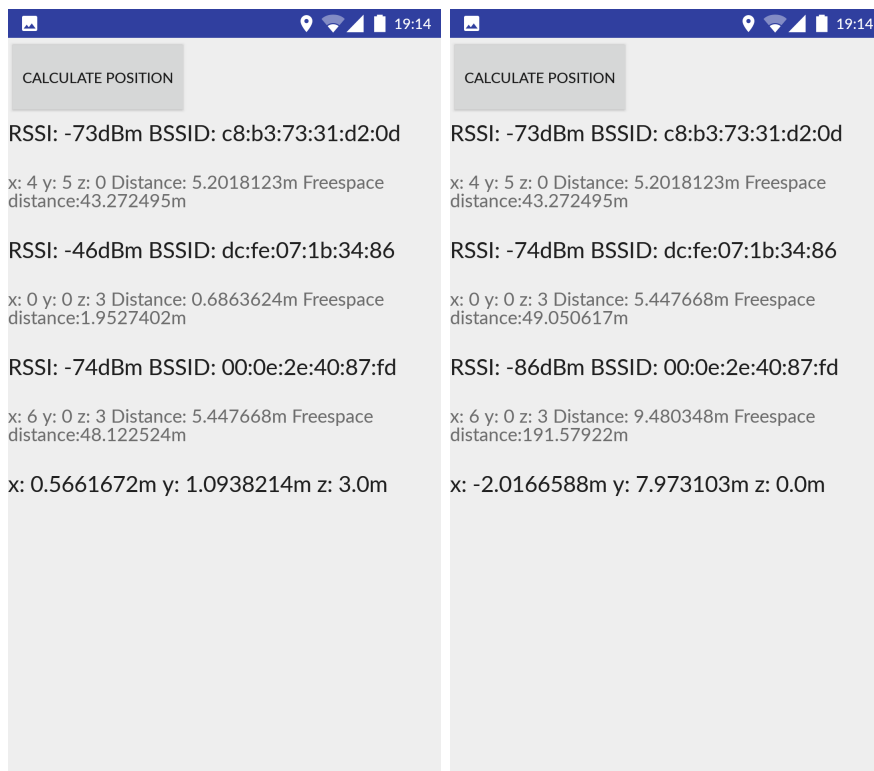 19:14
CALCULATE POSITION
RSSI: -73dBm BSSID: c8:b3:73:31:d2:0d
x: 4 y: 5 z: 0 Distance: 5.2018123m Freespace
distance:43.272495m
RSSI: -46dBm BSSID: dc:fe:07:1b:34:86
x: 0 y: 0 z: 3 Distance: 0.6863624m Freespace
distance:1.9527402m
RSSI: -74dBm BSSID: 00:0e:2e:40:87:fd
x: 6 y: 0 z: 3 Distance: 5.447668m Freespace
distance:48.122524m
x: 0.5661672m y: 1.0938214m z: 3.0m
19:14
CALCULATE POSITION
RSSI: -73dBm BSSID: c8:b3:73:31:d2:0d
x: 4 y: 5 z: 0 Distance: 5.2018123m Freespace
distance:43.272495m
RSSI: -74dBm BSSID: dc:fe:07:1b:34:86
x: 0 y: 0 z: 3 Distance: 5.447668m Freespace
distance:49.050617m
RSSI: -86dBm BSSID: 00:0e:2e:40:87:fd
x: 6 y: 0 z: 3 Distance: 9.480348m Freespace
distance:191.57922m
x: -2.0166588m y: 7.973103m z: 0.0m